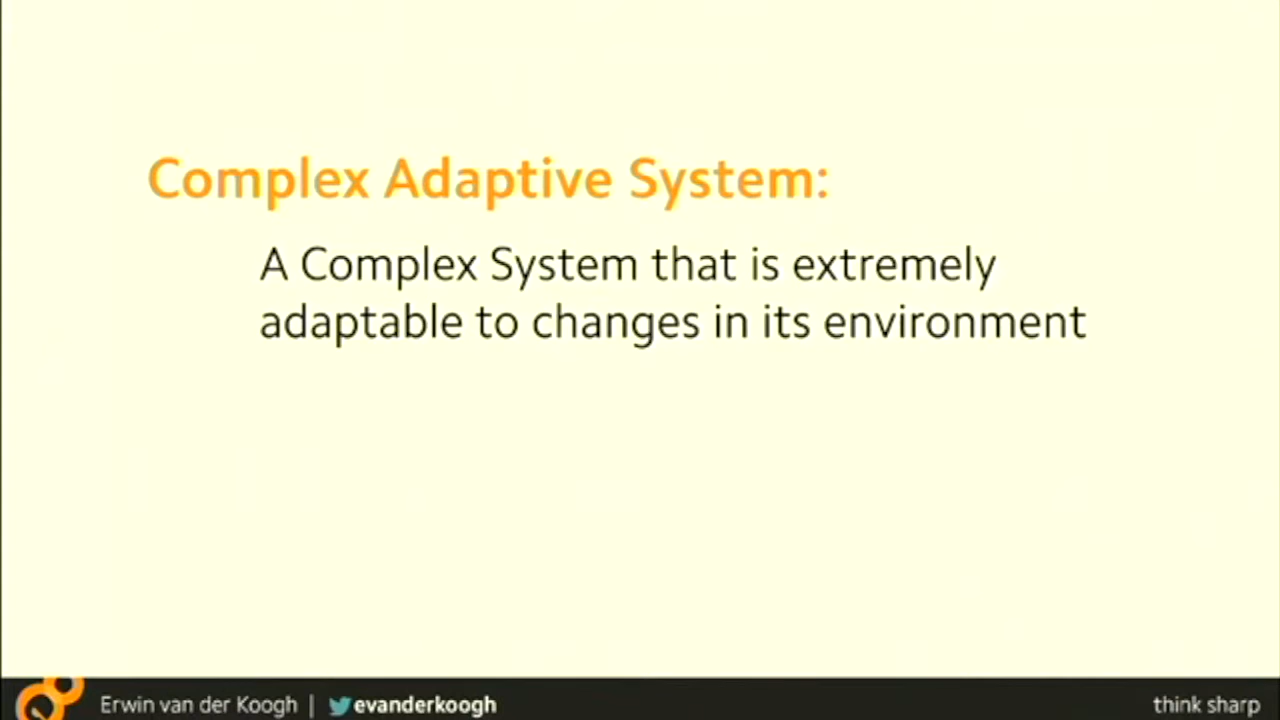 Complex Adaptive System:
A Complex System that is extremely
adaptable to changes in its environment
Erwin van der Koogh | evanderkoogh
think sharp